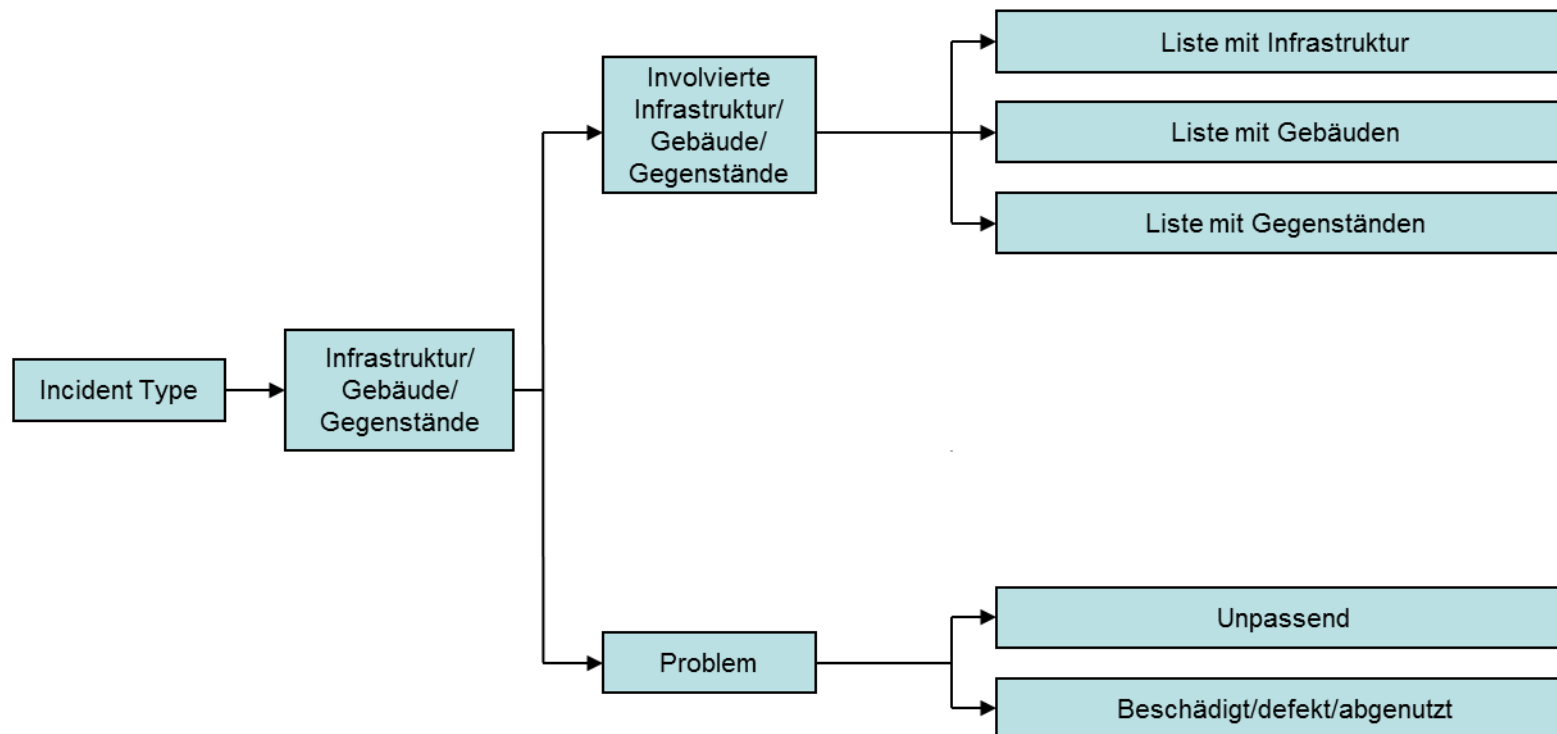 Liste mit Infrastruktur
Involvierte
Infrastruktur/
Gebäude/
Gegenstände
Liste mit Gebäuden
Liste mit Gegenständen
Incident Type
Infrastruktur/
Gebäude/
Gegenstände
Unpassend
Problem
Beschädigt/defekt/abgenutzt